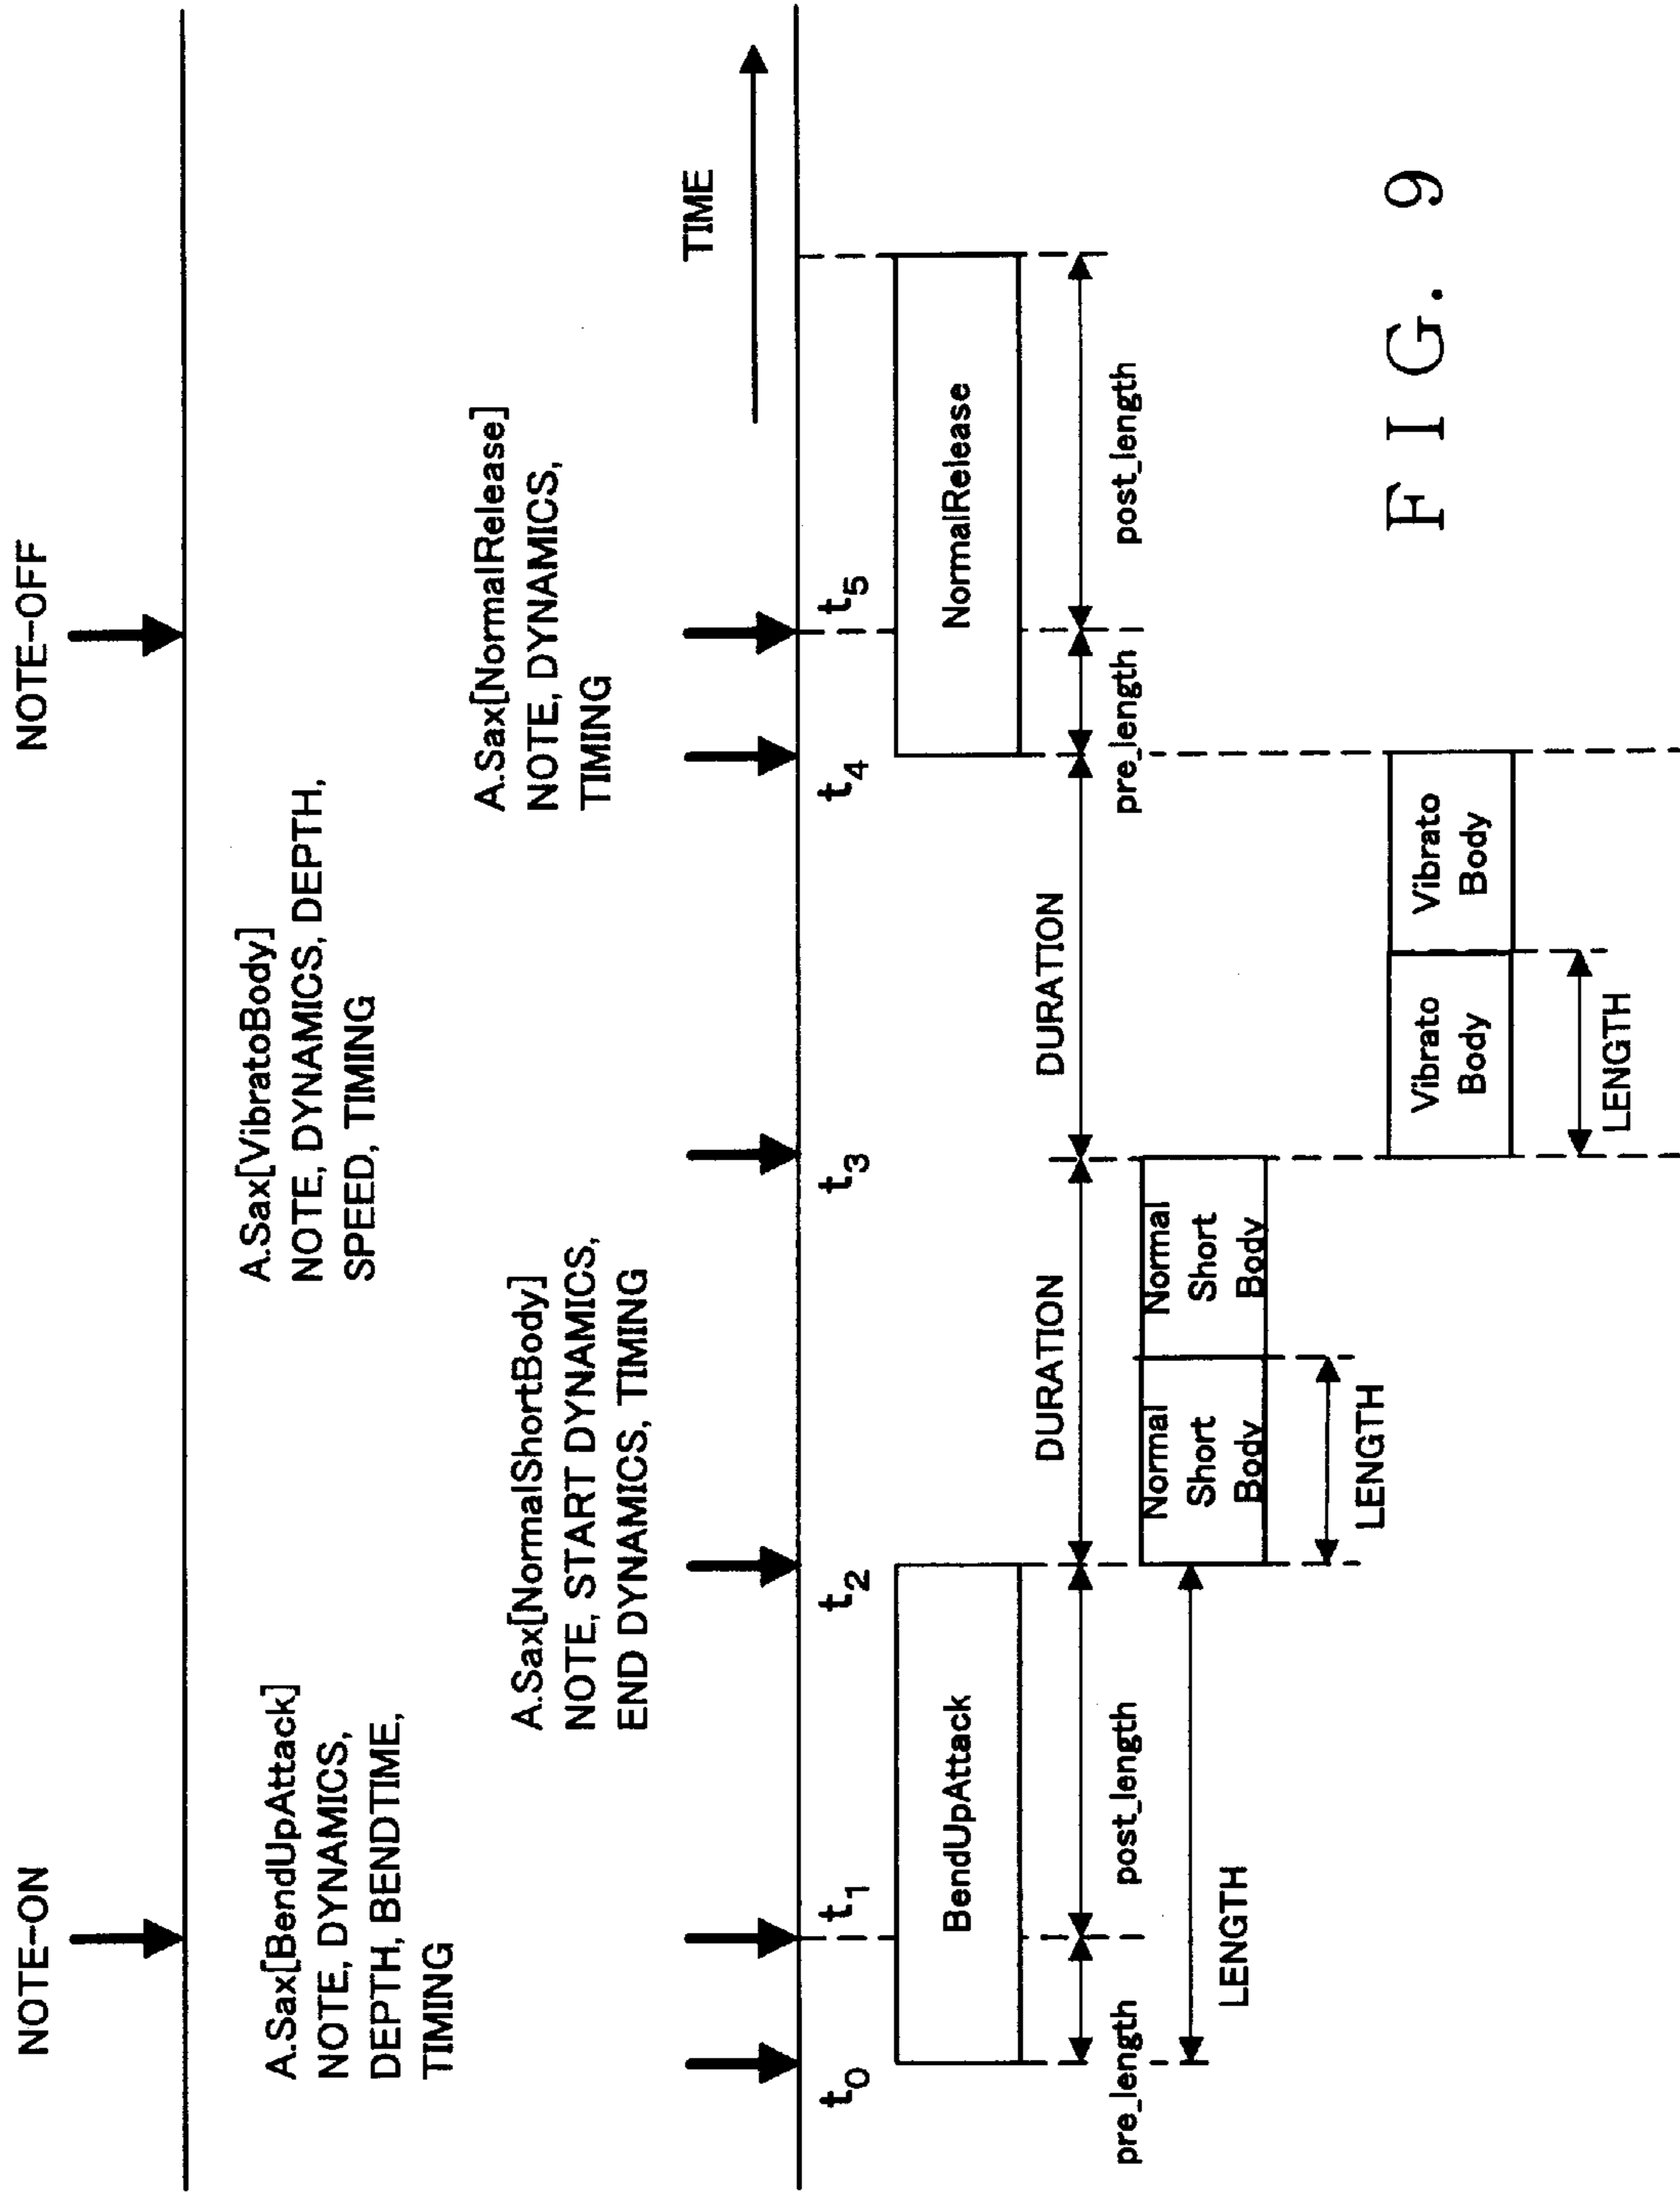 NOTE-ON
NOTE-OFF
A.Sax[BendUpAttack]
NOTE, DYNAMICS,
DEPTH, BENDTIME,
TIMING
A.Sax[VibratoBody]
NOTE, DYNAMICS, DEPTH,
SPEED, TIMING
A.Sax[NormalShortBody]
NOTE, START DYNAMICS,
END DYNAMICS, TIMING
A.Sax[NormalRelease]
NOTE, DYNAMICS,
TIMING
TIME
t0
t1
t2
t3
t4
t5
BendUpAttack
NormalRelease
DURATION
DURATION
pre_length
post_length
pre_length
post_length
Normal
Short
Body
Normal
Short
Body
LENGTH
LENGTH
Vibrato
Body
Vibrato
Body
LENGTH
FIG. 9